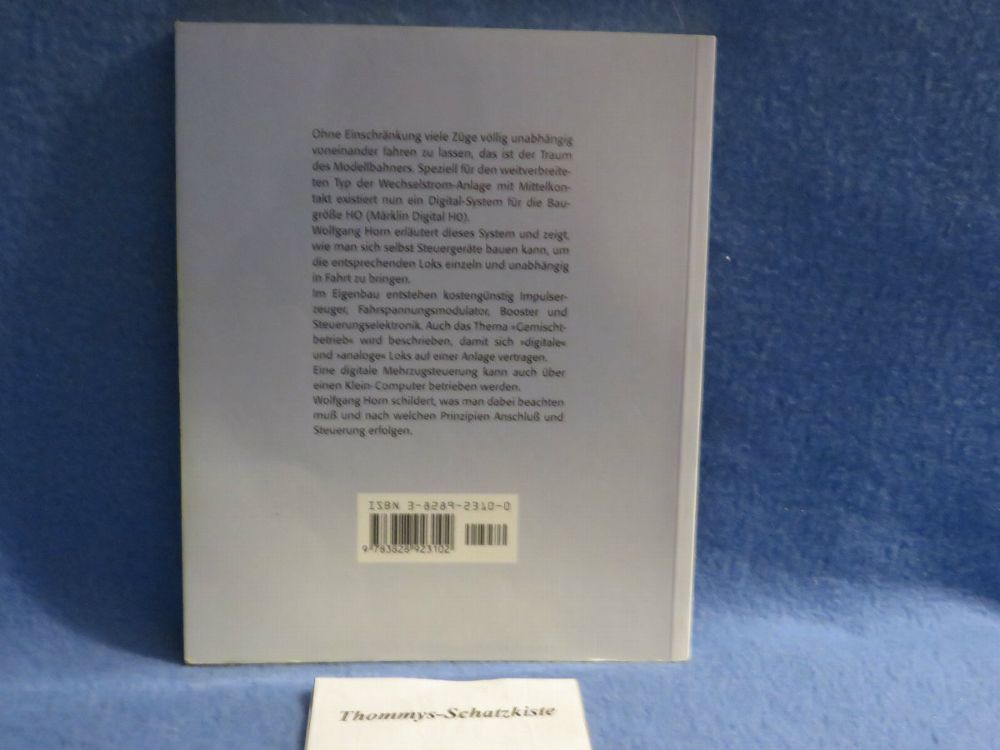 Ohne Einschränkung viele Züge völlig unabhängig
voneinander fahren zu lassen, das ist der Traum
des Modellbahners. Speziell für den weitverbreite-
ten Typ der Wechselstrom-Anlage mit Mittelkon-
takt existiert nun ein Digital-System für die Bau-
größe HO (Märklin Digital HO).
Wolfgang Horn erläutert dieses System und zeigt,
wie man sich selbst Steuergeräte bauen kann, um
die entsprechenden Loks einzeln und unabhängig
in Fahrt zu bringen.
Im Eigenbau entstehen kostengünstig Impulser-
zeuger, Fahrspannungsmodulator, Booster und
Steuerungselektronik. Auch das Thema »Gemischt-
betrieb« wird beschrieben, damit sich »digitale«
und »analoge« Loks auf einer Anlage vertragen.
Eine digitale Mehrzugsteuerung kann auch über
einen Klein-Computer betrieben werden.
Wolfgang Horn schildert, was man dabei beachten
muß und nach welchen Prinzipien Anschluß und
Steuerung erfolgen.
ISBN 3-8289-2310-0
9 783828 923102
Thommys-Schatzkiste